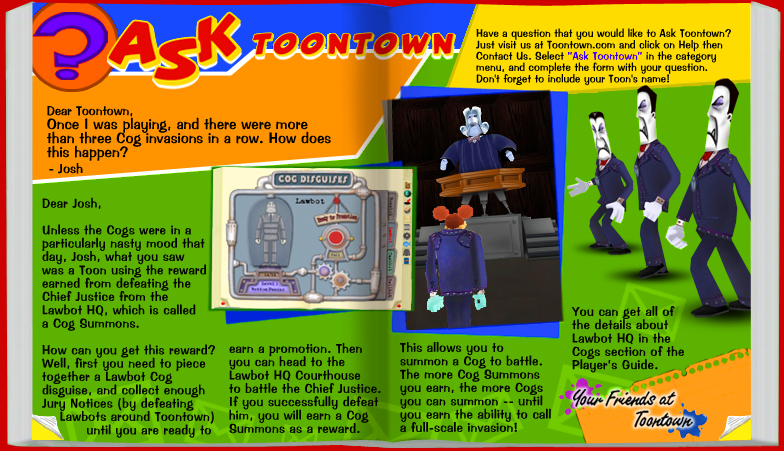 ASK TOONTOWN
Have a question that you would like to Ask Toontown?
Just visit us at Toontown.com and click on Help then
Contact Us. Select "Ask Toontown" in the category
menu, and complete the form with your question.
Don't forget to include your Toon's name!
Dear Toontown,
Once I was playing, and there were more
than three Cog invasions in a row. How does
this happen?
- Josh
Dear Josh,
Unless the Cogs were in a
particularly nasty mood that
day, Josh, what you saw
was a Toon using the reward
earned from defeating the
Chief Justice from the
Lawbot HQ, which is called
a Cog Summons.
How can you get this reward?
Well, first you need to piece
together a Lawbot Cog
disguise, and collect enough
Jury Notices (by defeating
Lawbots around Toontown)
until you are ready to
COG DISGUISES
Lawbot
Ready for Promotion
earn a promotion. Then
you can head to the
Lawbot HQ Courthouse
to battle the Chief Justice.
If you successfully defeat
him, you will earn a Cog
Summons as a reward.
This allows you to
summon a Cog to battle.
The more Cog Summons
you earn, the more Cogs
you can summon -- until
you earn the ability to call
a full-scale invasion!
You can get all of
the details about
Lawbot HQ in the
Cogs section of the
Player's Guide.
Your Friends at
Toontown